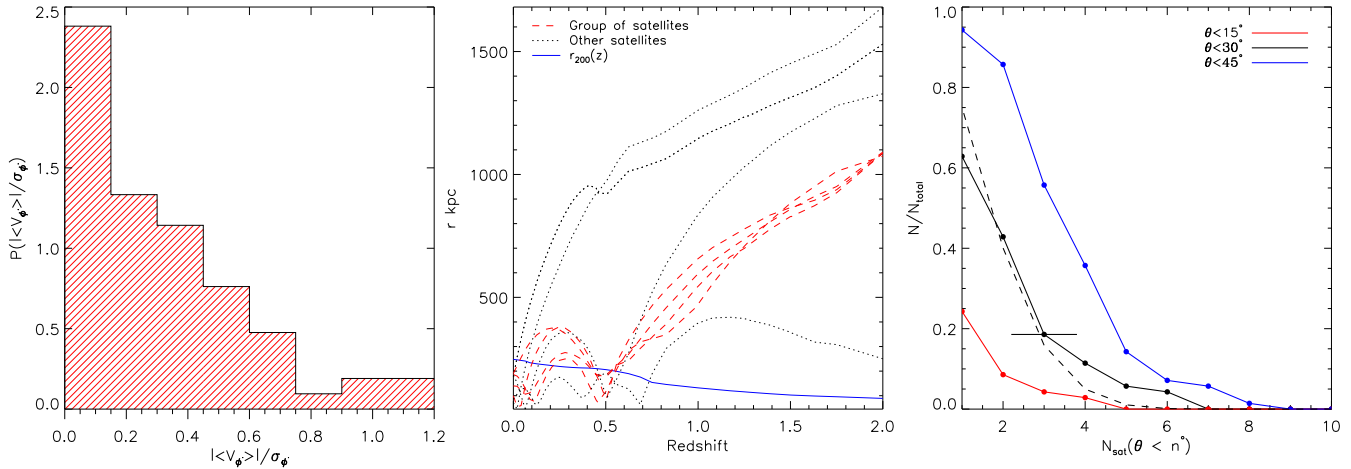 2.5
2.0
1.5
1.0
0.5
0.0
P(|<V_ϕ>|/σ_ϕ)
0.0 0.2 0.4 0.6 0.8 1.0 1.2
|<V_ϕ>|/σ_ϕ
Group of satellites
Other satellites
r_200(z)
1500
1000
500
r kpc
0.0 0.5 1.0 1.5 2.0
Redshift
θ<15°
θ<30°
θ<45°
1.0
0.8
0.6
0.4
0.2
0.0
N/N_total
2 4 6 8 10
N_sat(θ < n°)